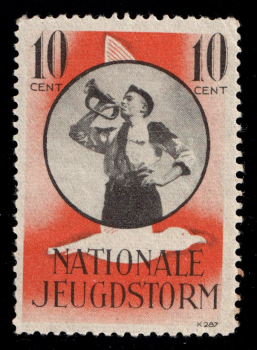 10 10
CENT CENT
NATIONALE
JEUGDSTORM
K 287